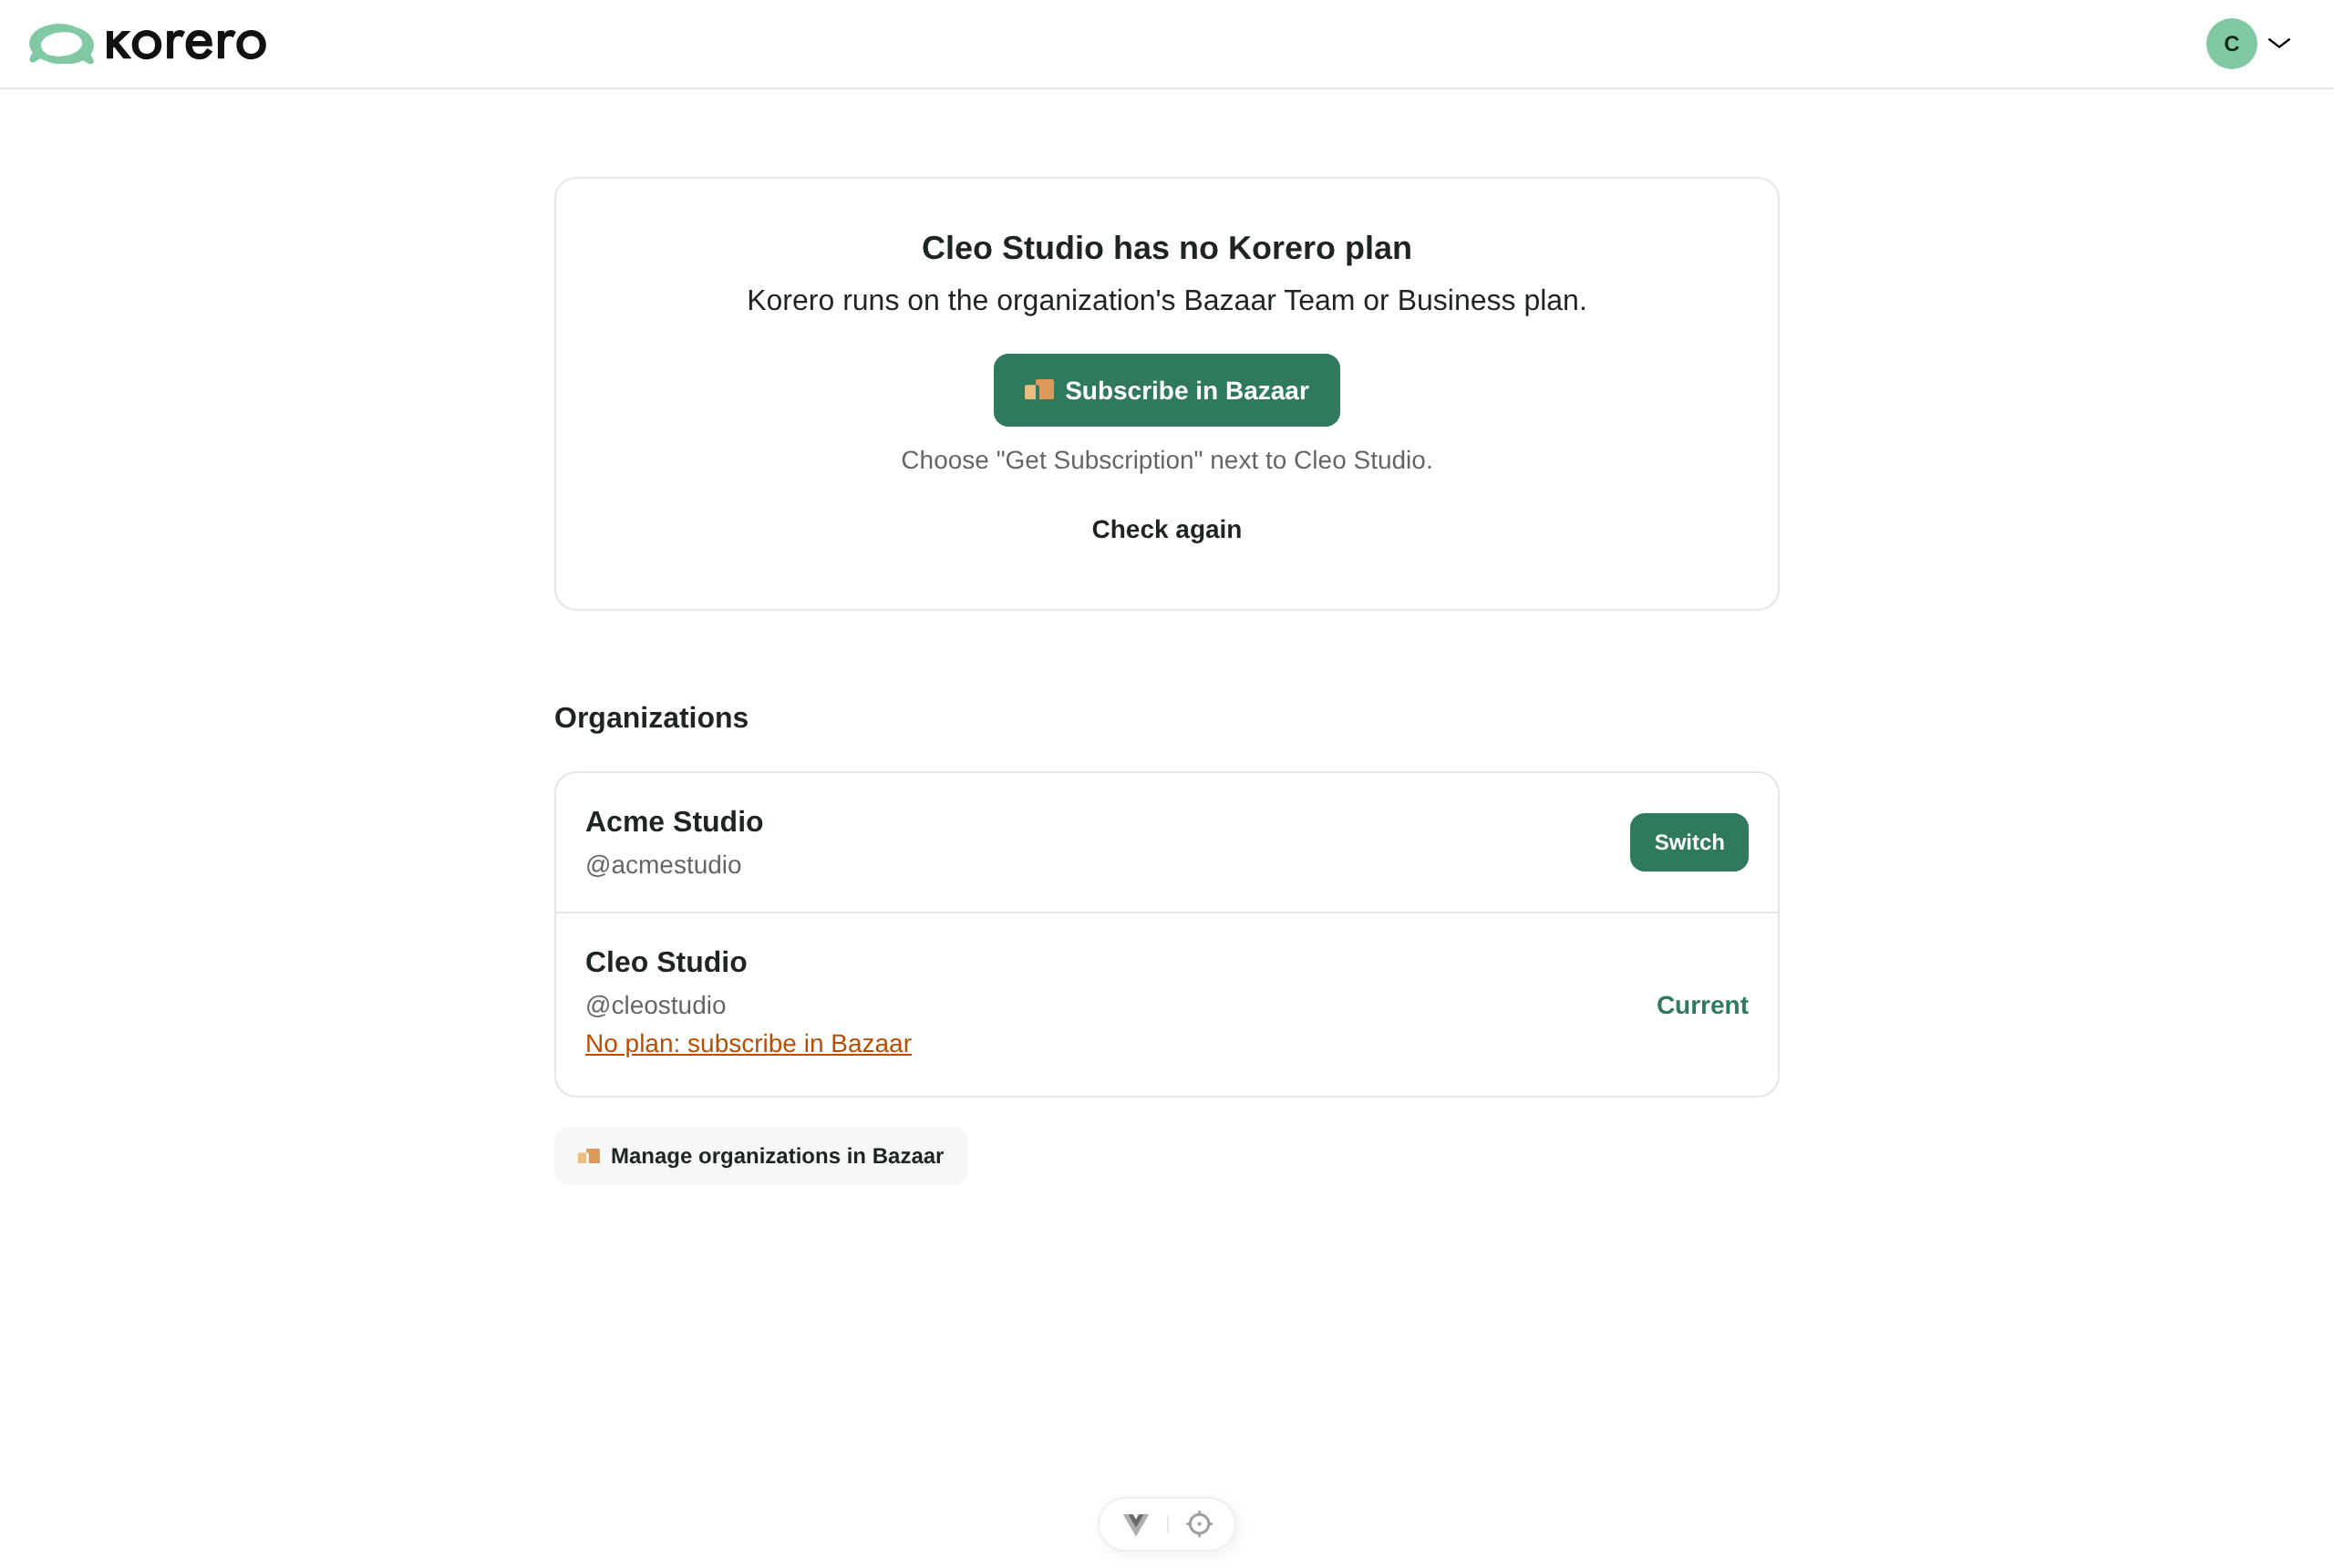 korero
C
Cleo Studio has no Korero plan
Korero runs on the organization's Bazaar Team or Business plan.
Subscribe in Bazaar
Choose "Get Subscription" next to Cleo Studio.
Check again
Organizations
Acme Studio
@acmestudio
Switch
Cleo Studio
@cleostudio
No plan: subscribe in Bazaar
Current
Manage organizations in Bazaar